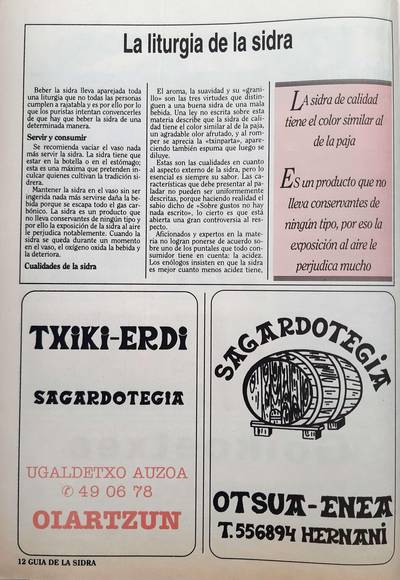 La liturgia de la sidra
Beber la sidra lleva aparejada toda
una liturgia que no todas las personas
cumplen a rajatabla y es por ello por lo
que los puristas intentan convencerles
de que hay que beber la sidra de una
determinada manera.
Servir y consumir
Se recomienda vaciar el vaso nada
más servir la sidra. La sidra tiene que
estar en la botella o en el estómago;
esta es una máxima que pretenden in-
culcar quienes cultivan la tradición si-
drera.
Mantener la sidra en el vaso sin ser
ingerida nada más servirse daña la be-
bida porque se escapa todo el gas car-
bónico. La sidra es un producto que
no lleva conservantes de ningún tipo y
por ello la exposición de la sidra al aire
le perjudica notablemente. Cuando la
sidra se queda durante un momento
en el vaso, el oxígeno oxida la bebida y
la deteriora.
Cualidades de la sidra
El aroma, la suavidad y su «grani-
llo» son las tres virtudes que distin-
guen a una buena sidra de una mala
bebida. Una ley no escrita sobre esta
materia describe que la sidra de cali-
dad tiene el color similar al de la paja,
un agradable olor afrutado, y al rom-
per se aprecia la «txinparta», apare-
ciendo también espuma que luego se
diluye.
Estas son las cualidades en cuanto
al aspecto externo de la sidra, pero lo
esencial es siempre su sabor. Las ca-
racterísticas que debe presentar al pa-
ladar no pueden ser uniformemente
descritas, porque haciendo realidad el
sabio dicho de «Sobre gustos no hay
nada escrito», lo cierto es que está
abierta una gran controversia al res-
pecto.
Aficionados y expertos en la mate-
ria no logran ponerse de acuerdo so-
bre uno de los puntales que todo con-
sumidor tiene en cuenta: la acidez.
Los enólogos insisten en que la sidra
es mejor cuanto menos acidez tiene,
LA sidra de calidad
tiene el color similar al
de la paja
ES un producto que no
lleva conservantes de
ningún tipo, por eso la
exposición al aire le
perjudica mucho
TXIKI-ERDI
SAGARDOTEGIA
UGALDETXO AUZOA
✆ 49 06 78
OIARTZUN
SAGARDOTEGIA
OTSUA-ENEA
T. 556894 HERNANI
12 GUIA DE LA SIDRA